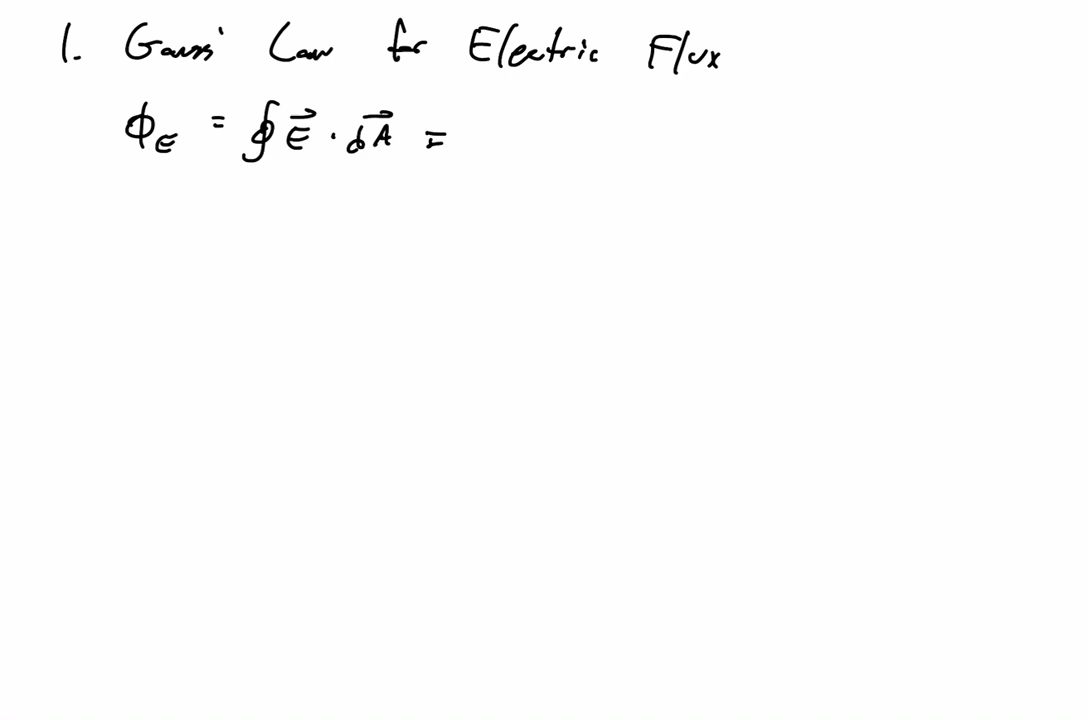 1. Gauss' Law for Electric Flux
Φ_E = ∮ E⃗ · dA⃗ =